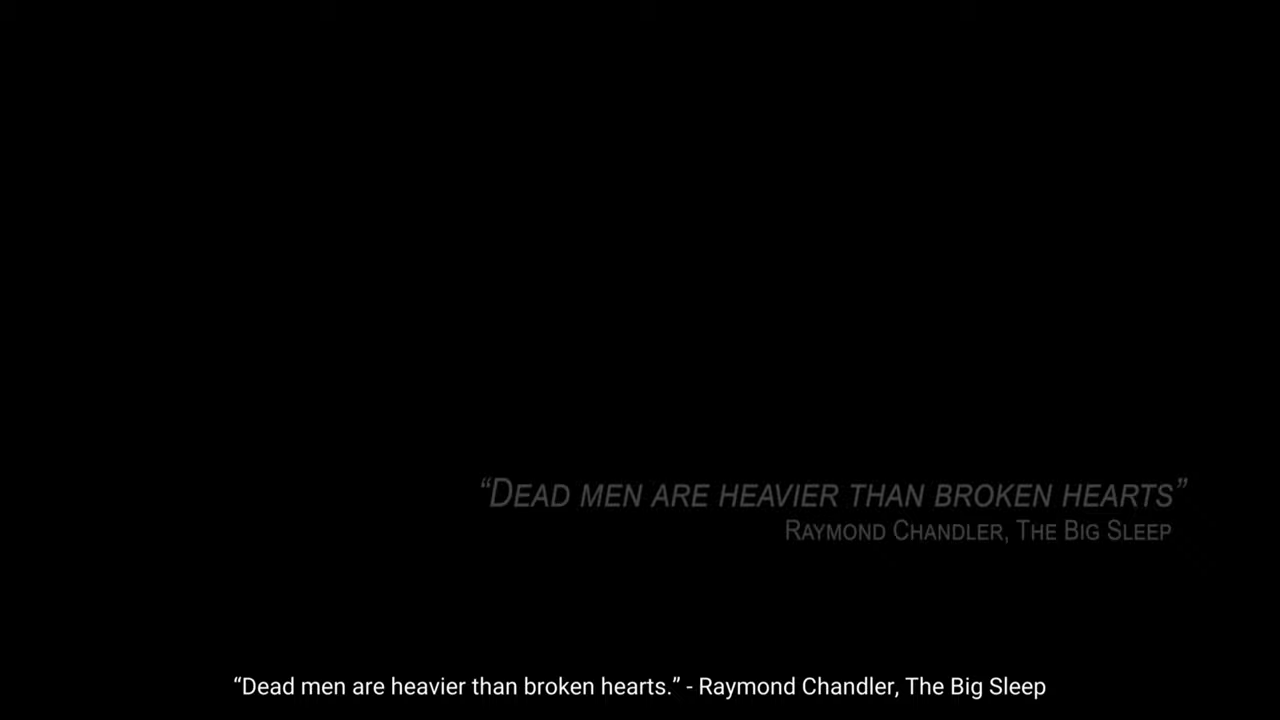 “DEAD MEN ARE HEAVIER THAN BROKEN HEARTS”
RAYMOND CHANDLER, THE BIG SLEEP
“Dead men are heavier than broken hearts.” - Raymond Chandler, The Big Sleep